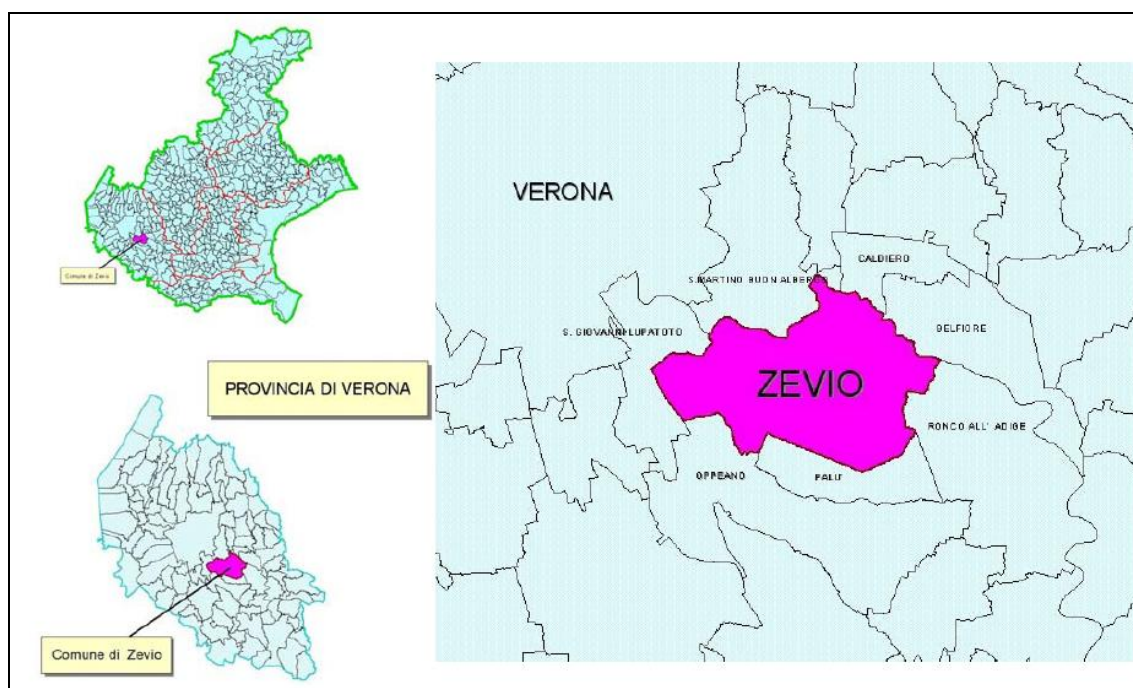 Comune di Zevio
PROVINCIA DI VERONA
Comune di Zevio
VERONA
CALDIERO
S.MARTINO BUON ALBERGO
S. GIOVANNI LUPATOTO
BELFIORE
ZEVIO
RONCO ALL' ADIGE
OPPEANO
PALU'